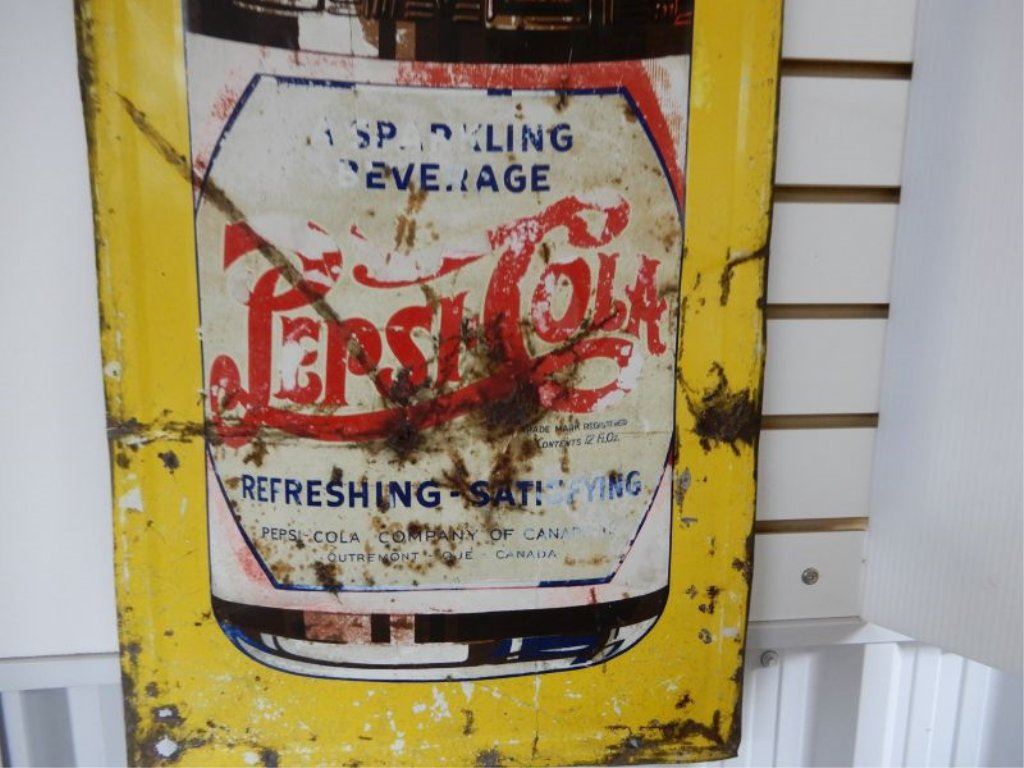 A SPARKLING
BEVERAGE
PEPSI-COLA
TRADE MARK REGISTERED
CONTENTS 12 Fl. Oz.
REFRESHING - SATISFYING
PEPSI-COLA COMPANY OF CANADA
OUTREMONT - QUE - CANADA